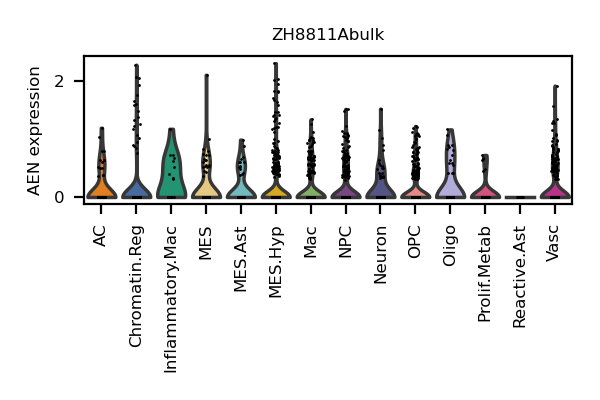 ZH8811Abulk
AEN expression
2
0
AC
Chromatin.Reg
Inflammatory.Mac
MES
MES.Ast
MES.Hyp
Mac
NPC
Neuron
OPC
Oligo
Prolif.Metab
Reactive.Ast
Vasc